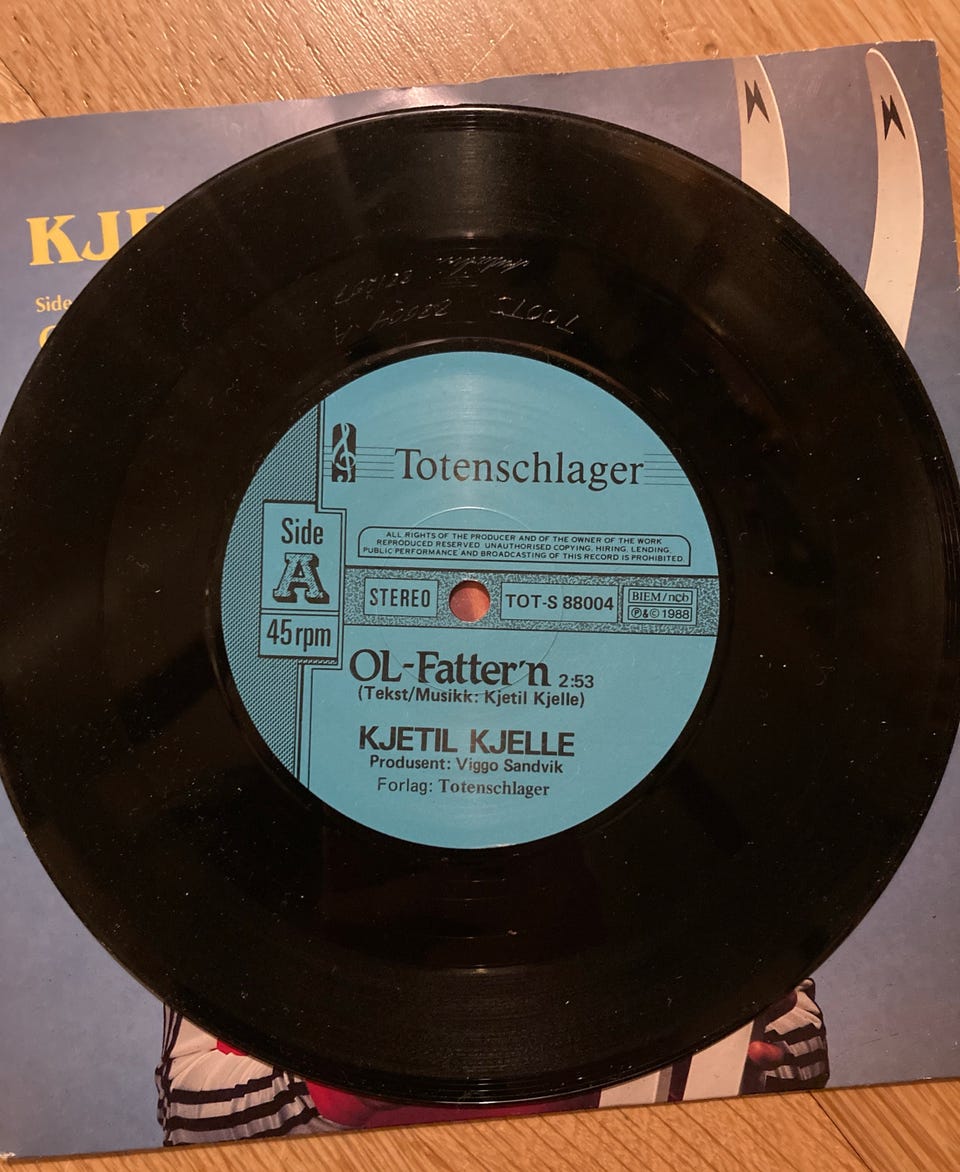 KJE
Side
Totenschlager
ALL RIGHTS OF THE PRODUCER AND OF THE OWNER OF THE WORK
REPRODUCED RESERVED. UNAUTHORISED COPYING, HIRING, LENDING,
PUBLIC PERFORMANCE AND BROADCASTING OF THIS RECORD IS PROHIBITED.
Side
A
45rpm
STEREO
TOT-S 88004
BIEM/ncb
℗&© 1988
OL-Fatter'n 2:53
(Tekst/Musikk: Kjetil Kjelle)
KJETIL KJELLE
Produsent: Viggo Sandvik
Forlag: Totenschlager